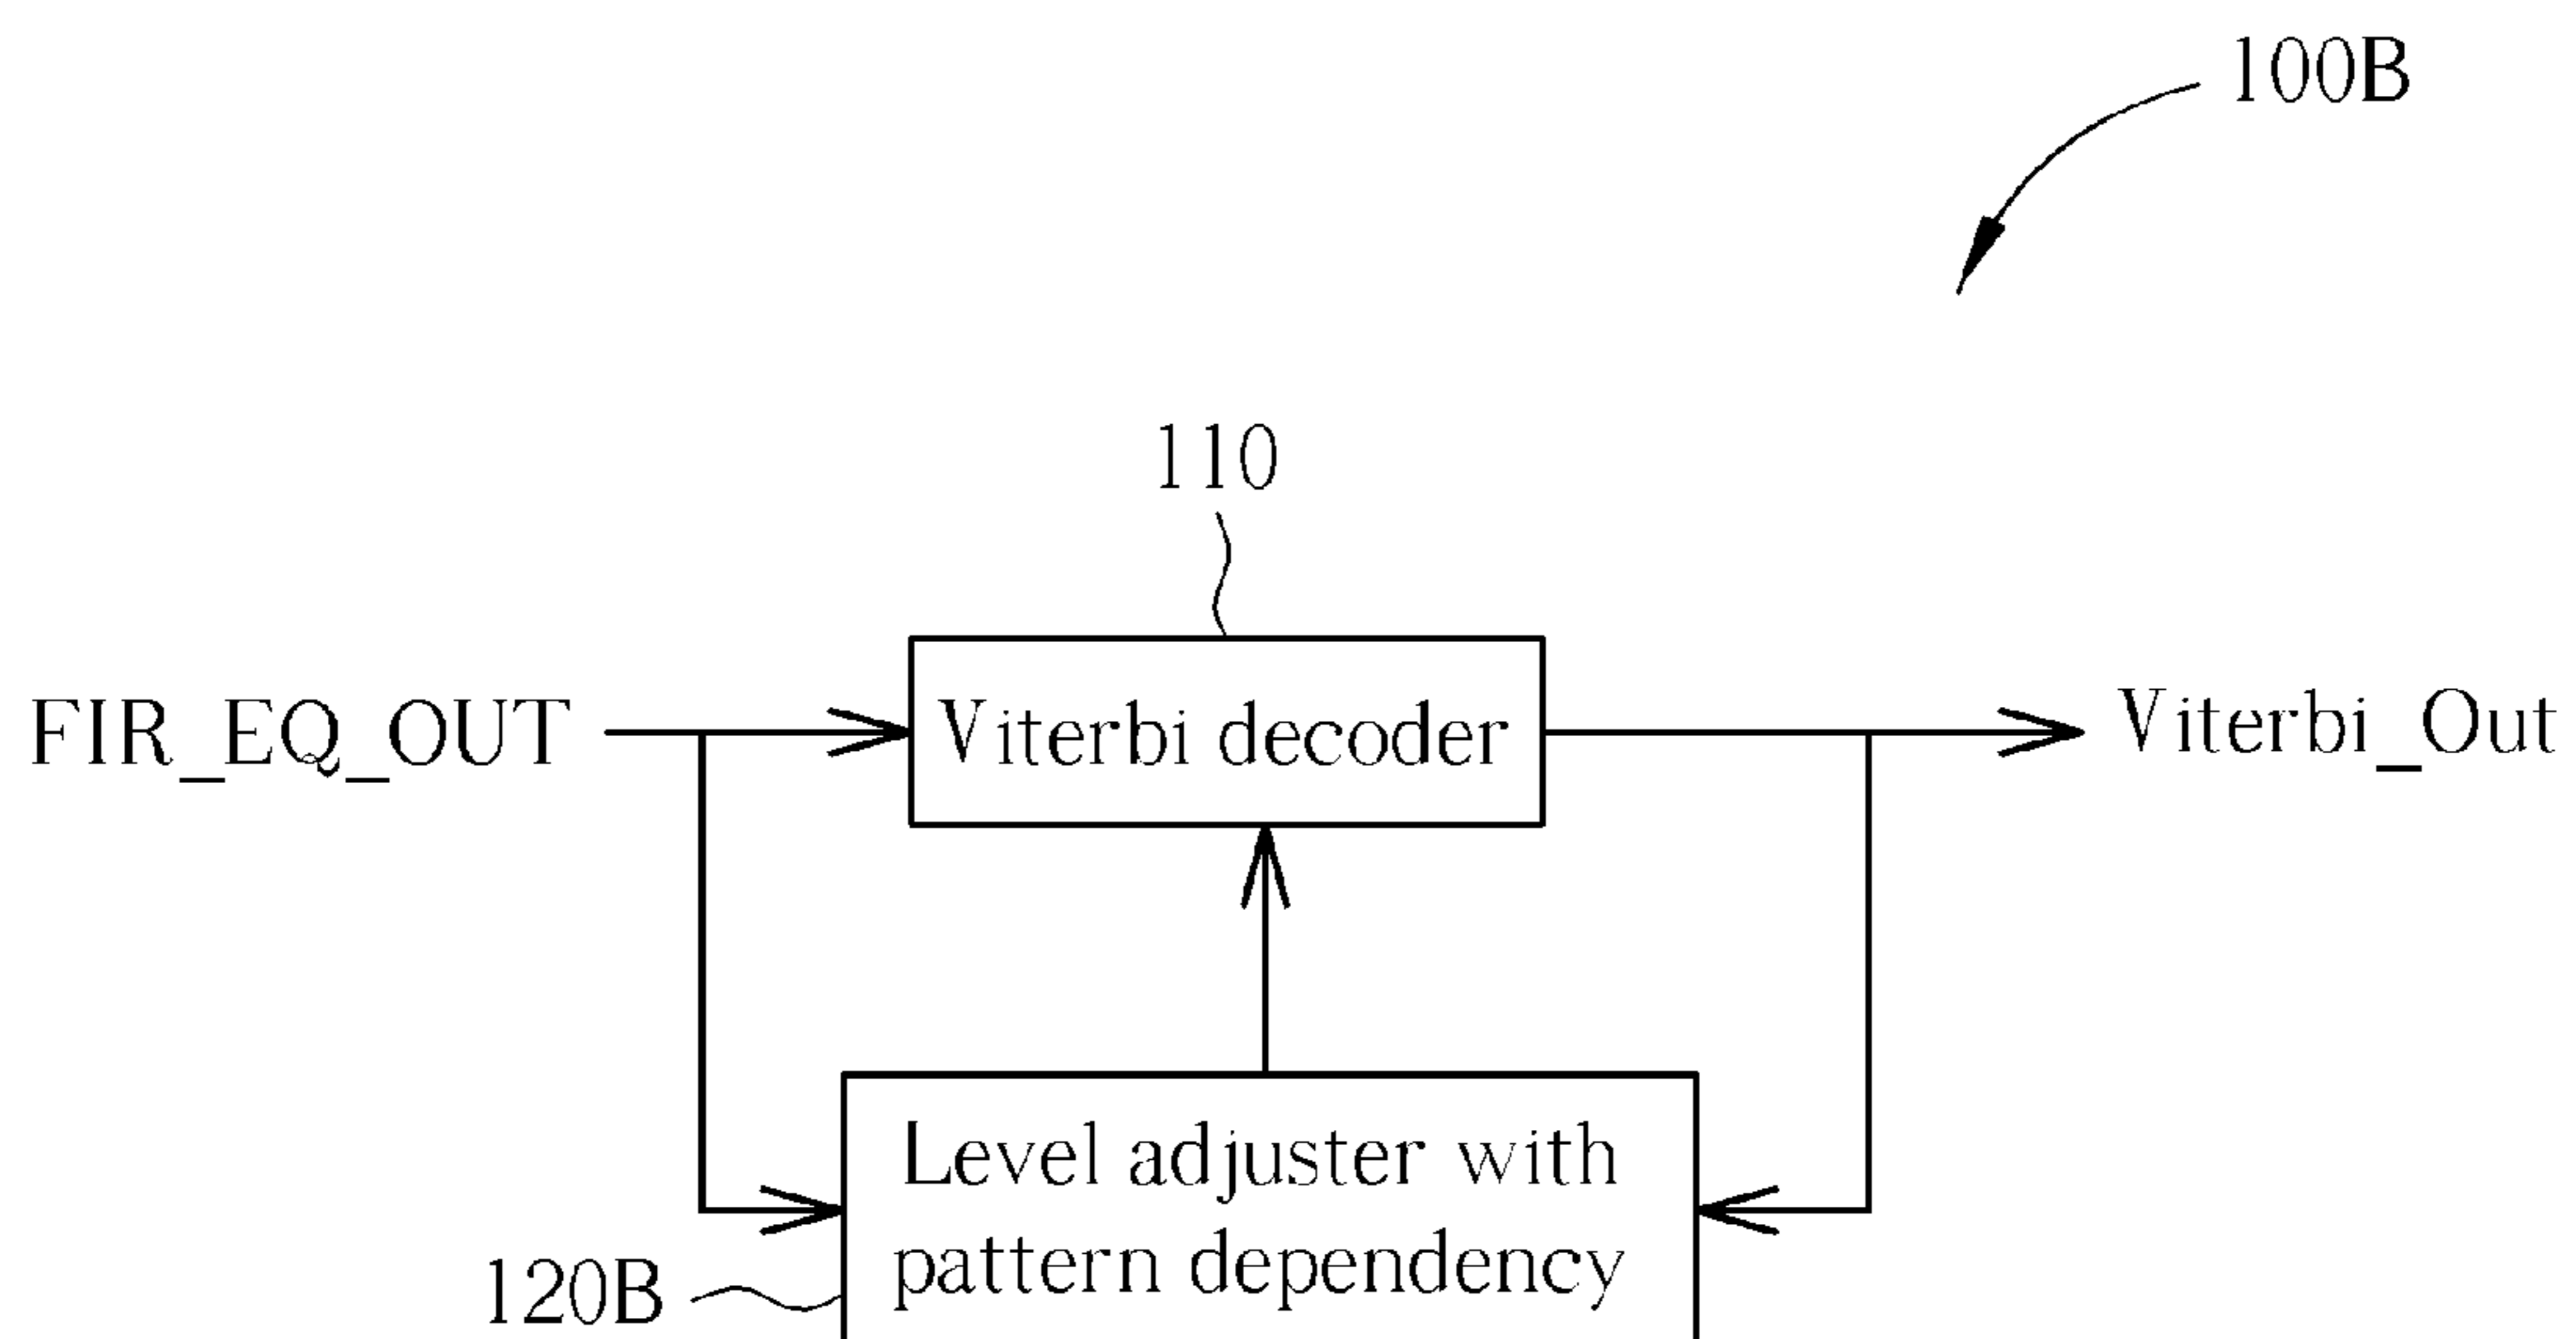 100B
110
FIR_EQ_OUT
Viterbi decoder
Viterbi_Out
Level adjuster with
pattern dependency
120B